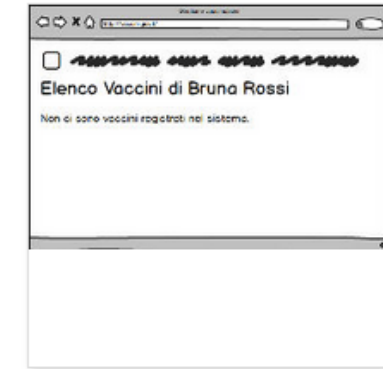 Elenco Vaccini di Bruna Rossi
Non ci sono vaccini registrati nel sistema.